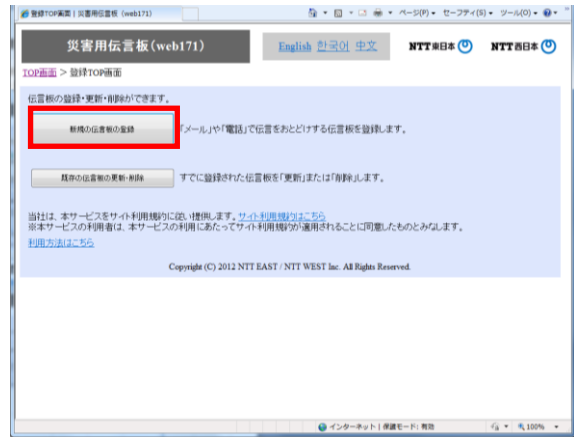 登録TOP画面 | 災害用伝言板 (web171)
ページ(P) セーフティ(S) ツール(O)
災害用伝言板(web171) English 한국어 中文 NTT東日本 NTT西日本
TOP画面 > 登録TOP画面
伝言板の登録・更新・削除ができます。
新規の伝言板の登録 「メール」や「電話」で伝言をおとどけする伝言板を登録します。
既存の伝言板の更新・削除 すでに登録された伝言板を「更新」または「削除」します。
当社は、本サービスをサイト利用規約に従い提供します。サイト利用規約はこちら
※本サービスの利用者は、本サービスの利用にあたってサイト利用規約が適用されることに同意したものとみなします。
利用方法はこちら
Copyright (C) 2012 NTT EAST / NTT WEST Inc. All Rights Reserved.
インターネット | 保護モード: 有効 100%